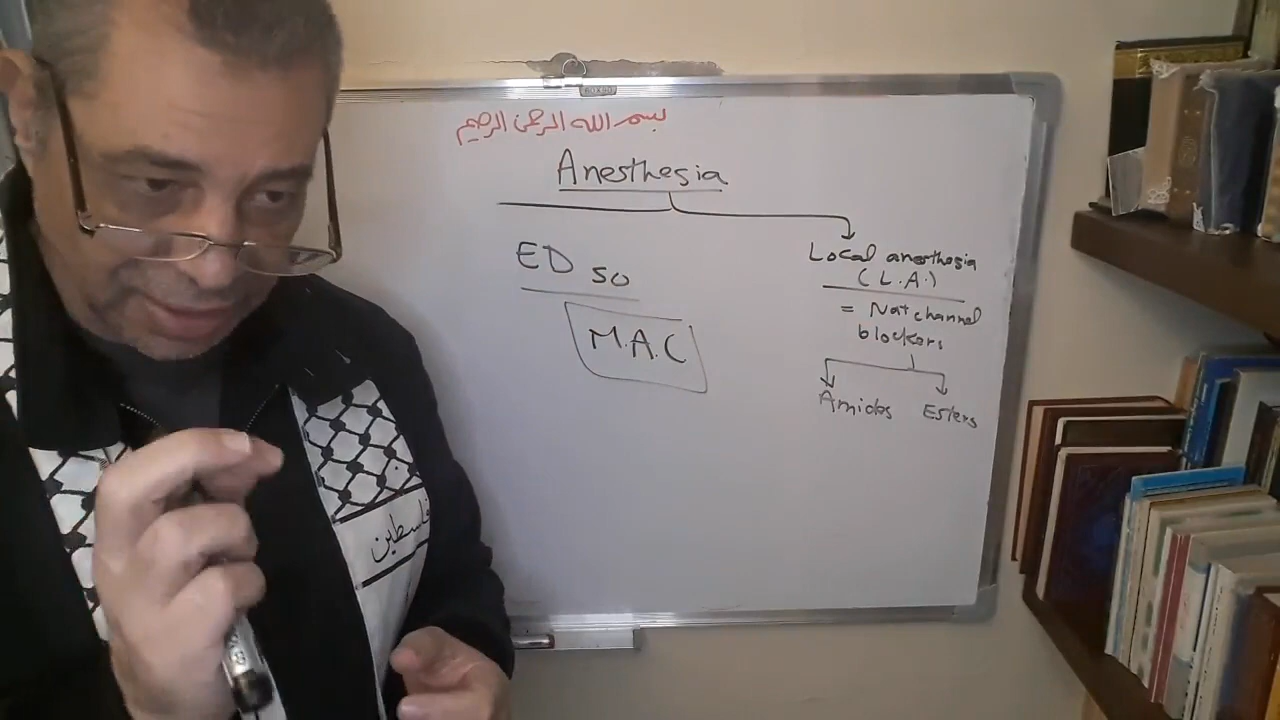 بسم الله الرحمن الرحيم
Anesthesia
Local anesthesia
(L.A.)
= Na+ channel
blockers
Amides Esters
ED 50
M.A.C
فلسطين